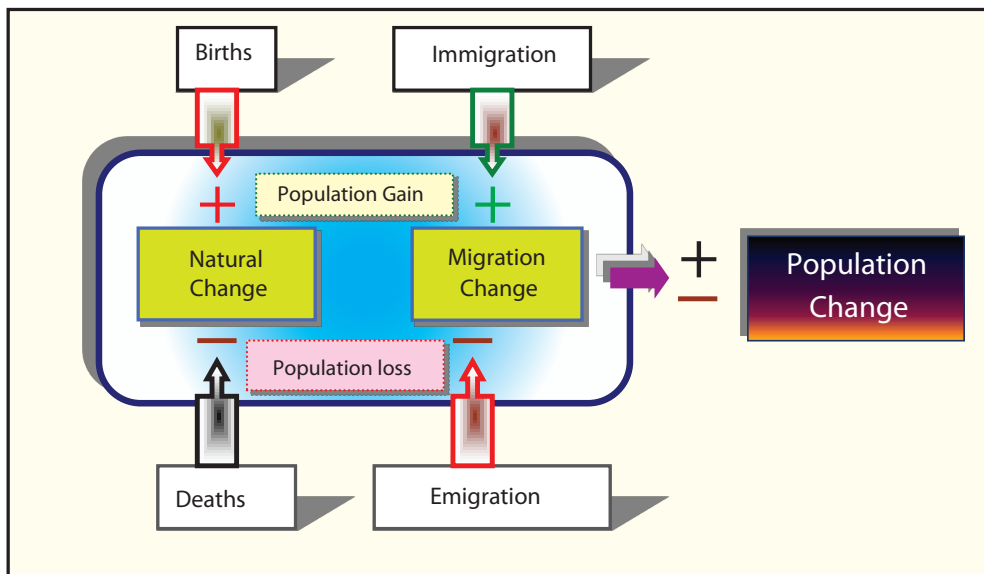 Births
Immigration
+
+
Population Gain
Natural
Change
Migration
Change
+
−
Population
Change
−
−
Population loss
Deaths
Emigration